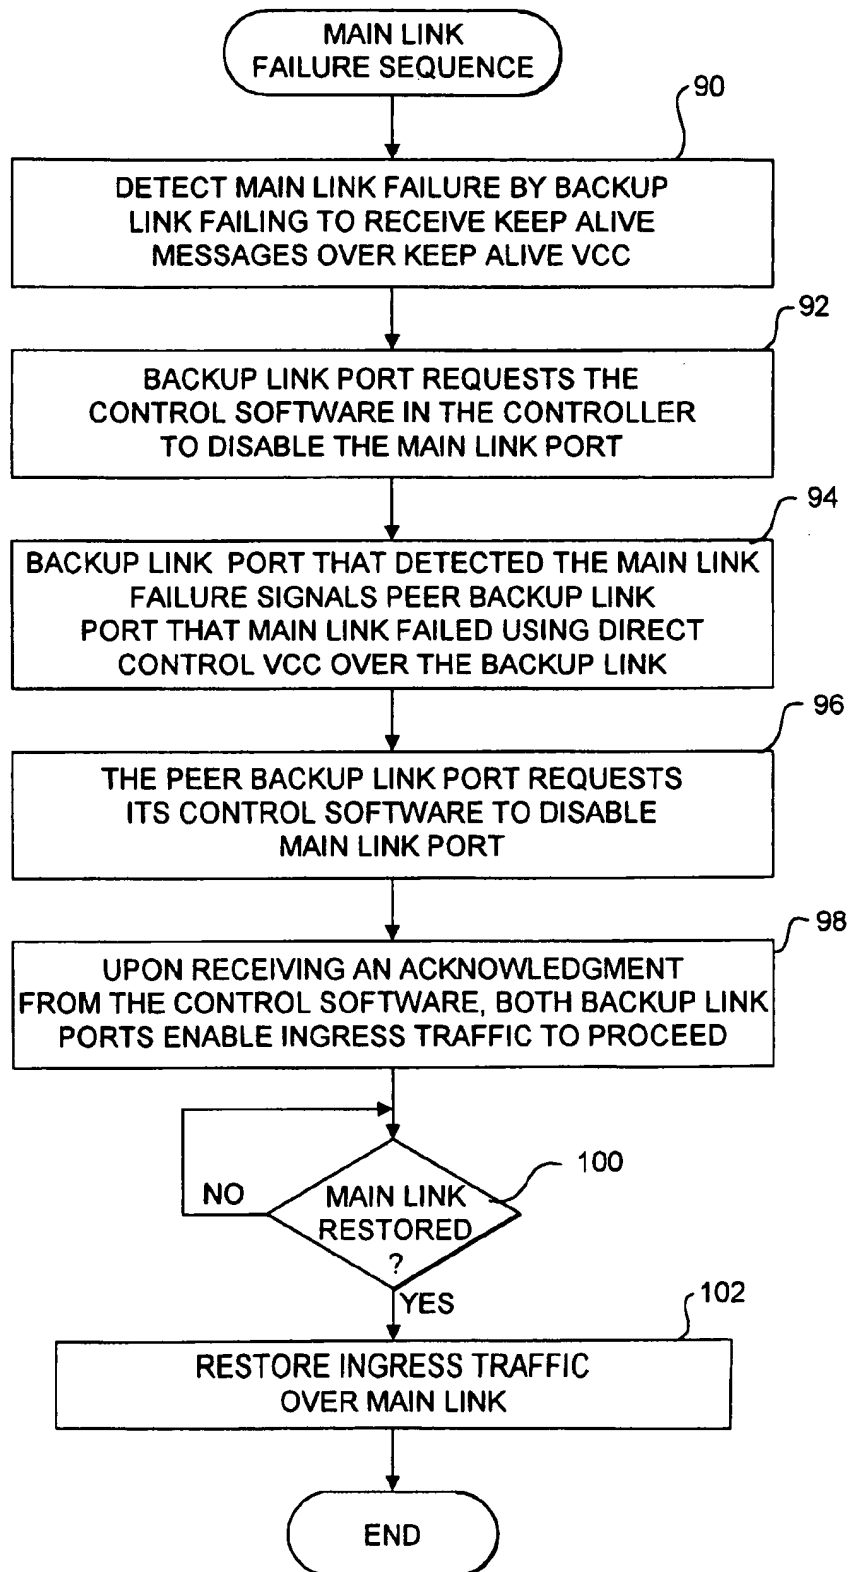 MAIN LINK
FAILURE SEQUENCE
90
DETECT MAIN LINK FAILURE BY BACKUP
LINK FAILING TO RECEIVE KEEP ALIVE
MESSAGES OVER KEEP ALIVE VCC
92
BACKUP LINK PORT REQUESTS THE
CONTROL SOFTWARE IN THE CONTROLLER
TO DISABLE THE MAIN LINK PORT
94
BACKUP LINK PORT THAT DETECTED THE MAIN LINK
FAILURE SIGNALS PEER BACKUP LINK
PORT THAT MAIN LINK FAILED USING DIRECT
CONTROL VCC OVER THE BACKUP LINK
96
THE PEER BACKUP LINK PORT REQUESTS
ITS CONTROL SOFTWARE TO DISABLE
MAIN LINK PORT
98
UPON RECEIVING AN ACKNOWLEDGMENT
FROM THE CONTROL SOFTWARE, BOTH BACKUP LINK
PORTS ENABLE INGRESS TRAFFIC TO PROCEED
100
NO
MAIN LINK
RESTORED
?
YES
102
RESTORE INGRESS TRAFFIC
OVER MAIN LINK
END